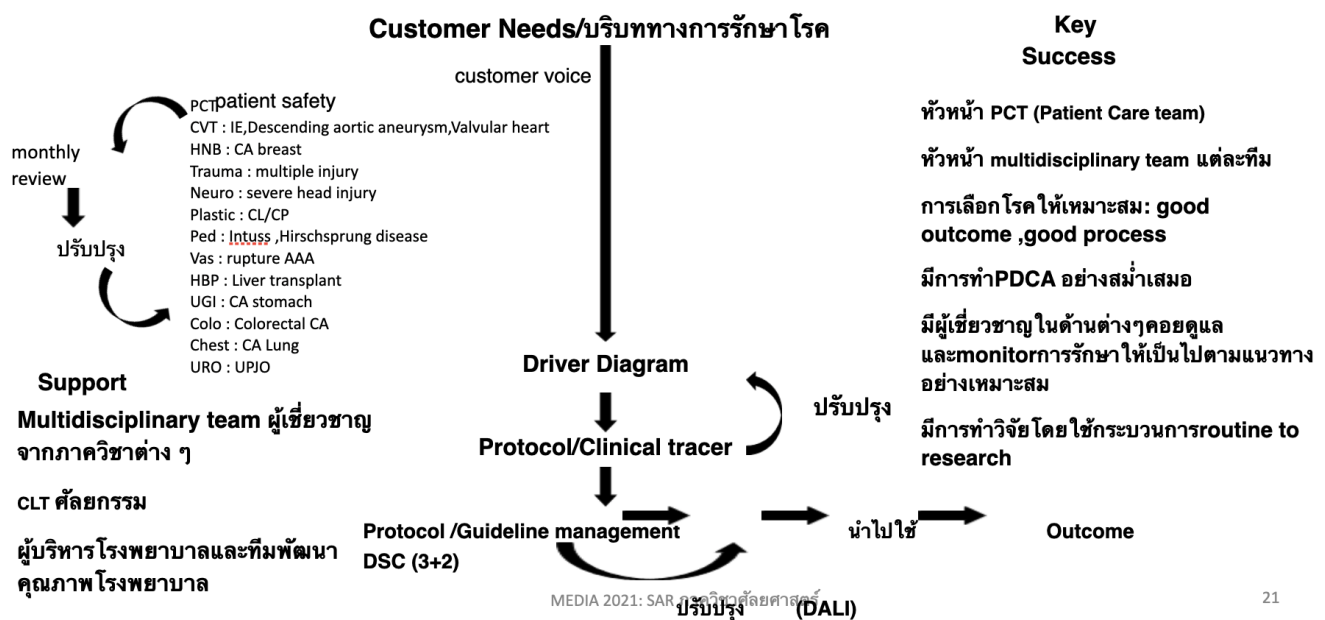 Customer Needs/บริบททางการรักษาโรค
customer voice
PCTpatient safety
CVT : IE,Descending aortic aneurysm,Valvular heart
HNB : CA breast
Trauma : multiple injury
Neuro : severe head injury
Plastic : CL/CP
Ped : Intuss ,Hirschsprung disease
Vas : rupture AAA
HBP : Liver transplant
UGI : CA stomach
Colo : Colorectal CA
Chest : CA Lung
URO : UPJO
monthly
review
ปรับปรุง
Support
Multidisciplinary team ผู้เชี่ยวชาญ
จากภาควิชาต่าง ๆ
CLT ศัลยกรรม
ผู้บริหารโรงพยาบาลและทีมพัฒนา
คุณภาพโรงพยาบาล
Driver Diagram
Protocol/Clinical tracer
ปรับปรุง
Protocol /Guideline management
DSC (3+2)
นำไปใช้
Outcome
ปรับปรุง (DALI)
Key
Success
หัวหน้า PCT (Patient Care team)
หัวหน้า multidisciplinary team แต่ละทีม
การเลือกโรคให้เหมาะสม: good
outcome ,good process
มีการทำPDCA อย่างสม่ำเสมอ
มีผู้เชี่ยวชาญในด้านต่างๆคอยดูแล
และmonitorการรักษาให้เป็นไปตามแนวทาง
อย่างเหมาะสม
มีการทำวิจัยโดยใช้กระบวนการroutine to
research
MEDIA 2021: SAR ภาควิชาศัลยศาสตร์
21